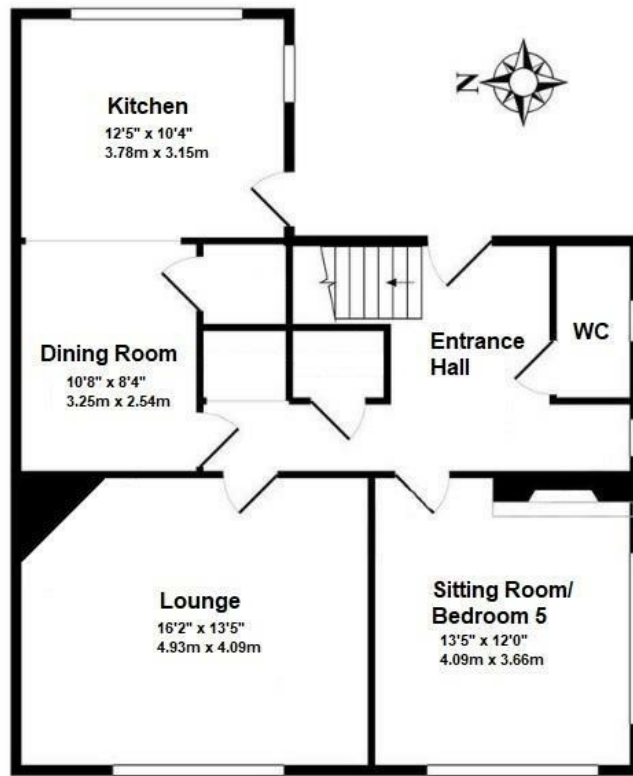 Kitchen
12'5" x 10'4"
3.78m x 3.15m
N
Dining Room
10'8" x 8'4"
3.25m x 2.54m
Entrance
Hall
WC
Lounge
16'2" x 13'5"
4.93m x 4.09m
Sitting Room/
Bedroom 5
13'5" x 12'0"
4.09m x 3.66m